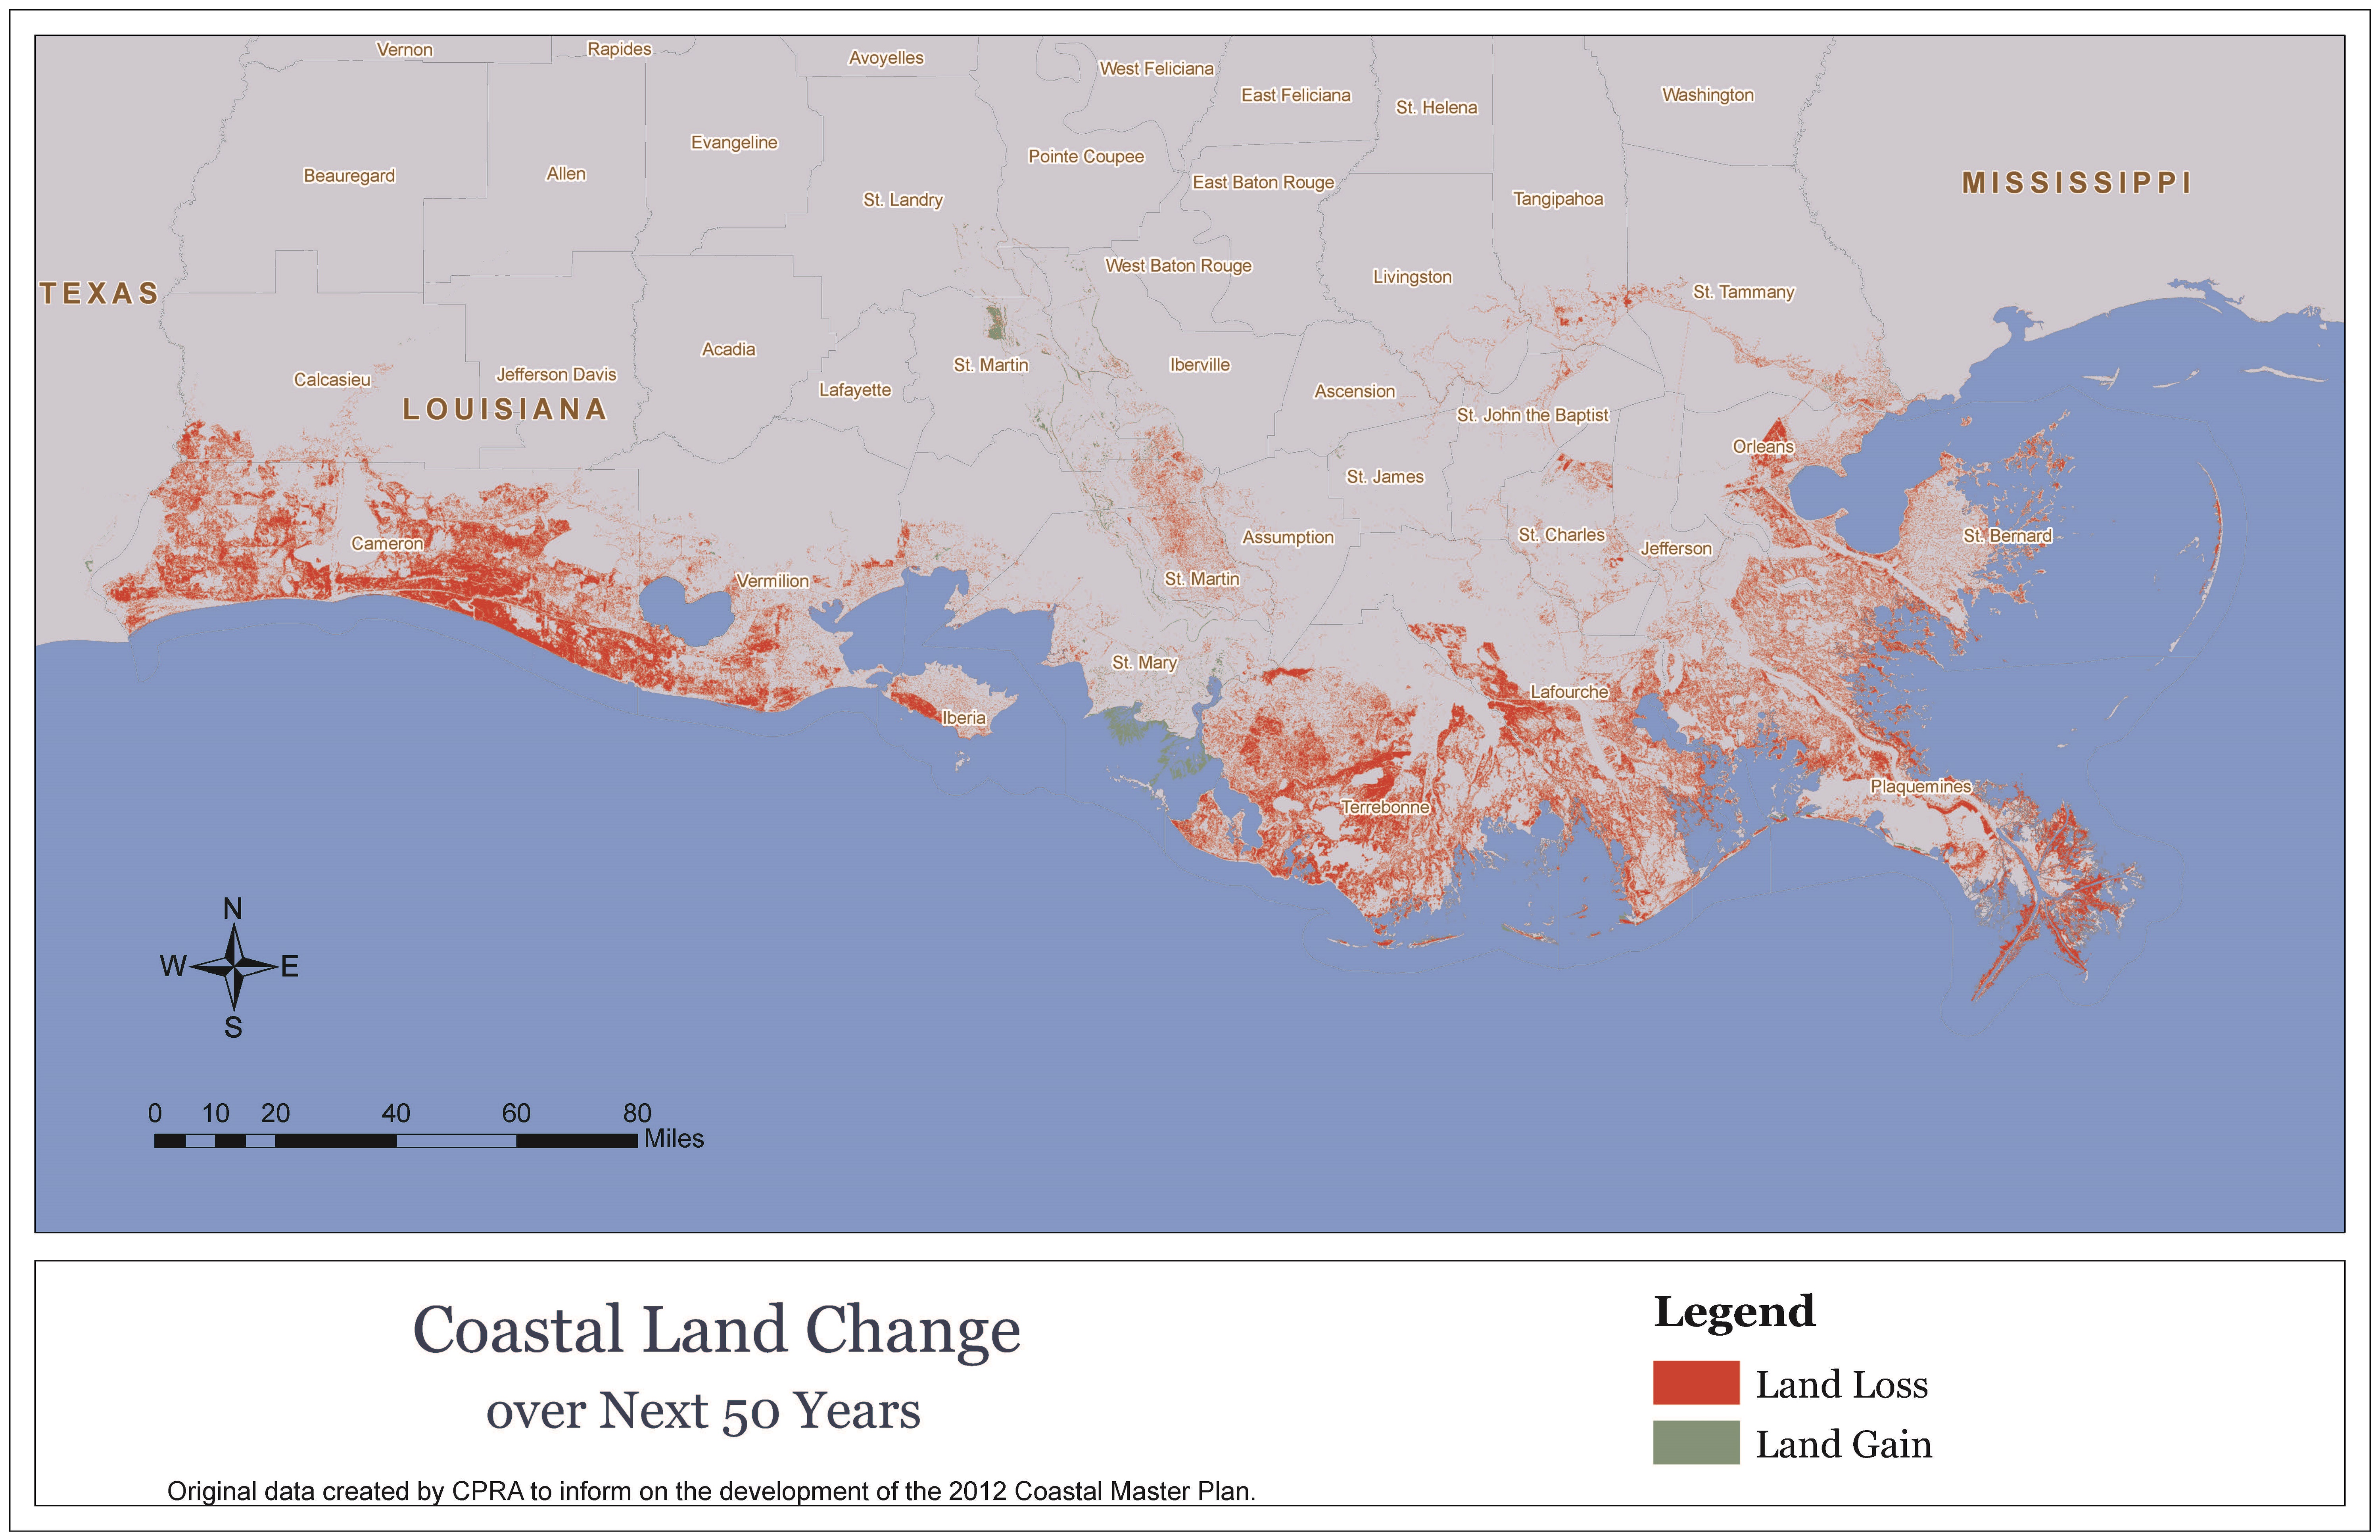 Vernon
Rapides
Avoyelles
West Feliciana
East Feliciana
St. Helena
Washington
Evangeline
Pointe Coupee
Beauregard
Allen
East Baton Rouge
MISSISSIPPI
St. Landry
Tangipahoa
West Baton Rouge
Livingston
TEXAS
St. Tammany
Acadia
St. Martin
Iberville
Calcasieu
Jefferson Davis
Lafayette
Ascension
LOUISIANA
St. John the Baptist
Orleans
St. James
Cameron
Assumption
St. Charles
Jefferson
St. Bernard
Vermilion
St. Martin
St. Mary
Lafourche
Iberia
Plaquemines
Terrebonne
N
W E
S
0 10 20 40 60 80
Miles
Coastal Land Change
over Next 50 Years
Original data created by CPRA to inform on the development of the 2012 Coastal Master Plan.
Legend
Land Loss
Land Gain